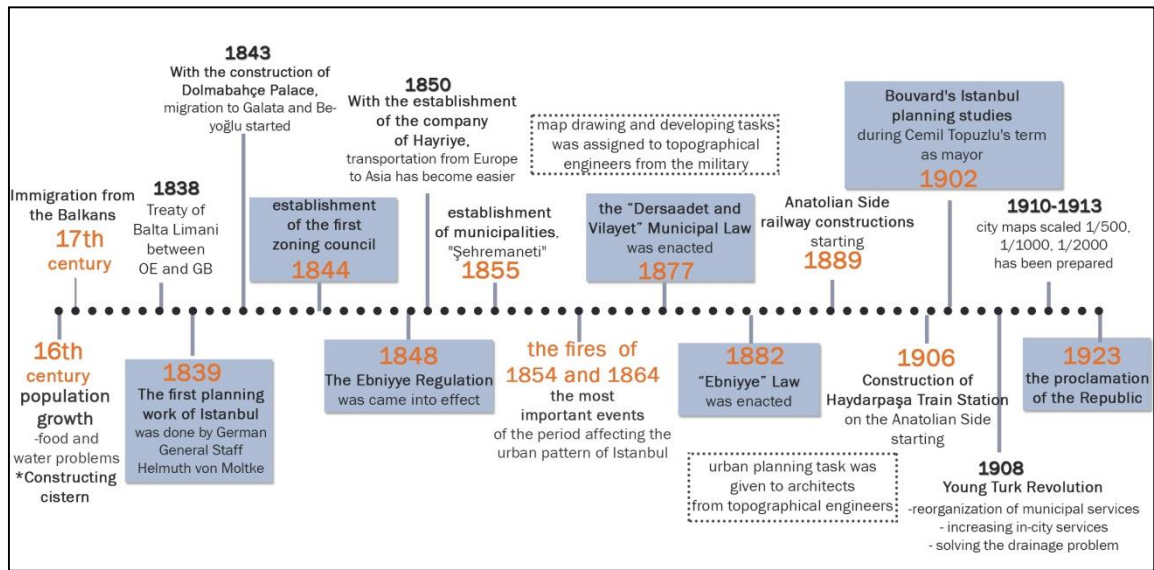 1843
With the construction of
Dolmabahçe Palace,
migration to Galata and Be-
yoğlu started
1850
With the establishment
of the company
of Hayriye,
transportation from Europe
to Asia has become easier
map drawing and developing tasks
was assigned to topographical
engineers from the military
Bouvard's Istanbul
planning studies
during Cemil Topuzlu's term
as mayor
1902
Immigration from
the Balkans
17th
century
1838
Treaty of
Balta Limani
between
OE and GB
establishment
of the first
zoning council
1844
establishment
of municipalities,
"Şehremaneti"
1855
the "Dersaadet and
Vilayet" Municipal Law
was enacted
1877
Anatolian Side
railway constructions
starting
1889
1910-1913
city maps scaled 1/500,
1/1000, 1/2000
has been prepared
16th
century
population
growth
-food and
water problems
*Constructing
cistern
1839
The first planning
work of Istanbul
was done by German
General Staff
Helmuth von Moltke
1848
The Ebniyye Regulation
was came into effect
the fires of
1854 and 1864
the most
important events
of the period affecting the
urban pattern of Istanbul
1882
"Ebniyye" Law
was enacted
urban planning task was
given to architects
from topographical engineers
1906
Construction of
Haydarpaşa Train Station
on the Anatolian Side
starting
1908
Young Turk Revolution
-reorganization of municipal services
- increasing in-city services
- solving the drainage problem
1923
the proclamation
of the Republic